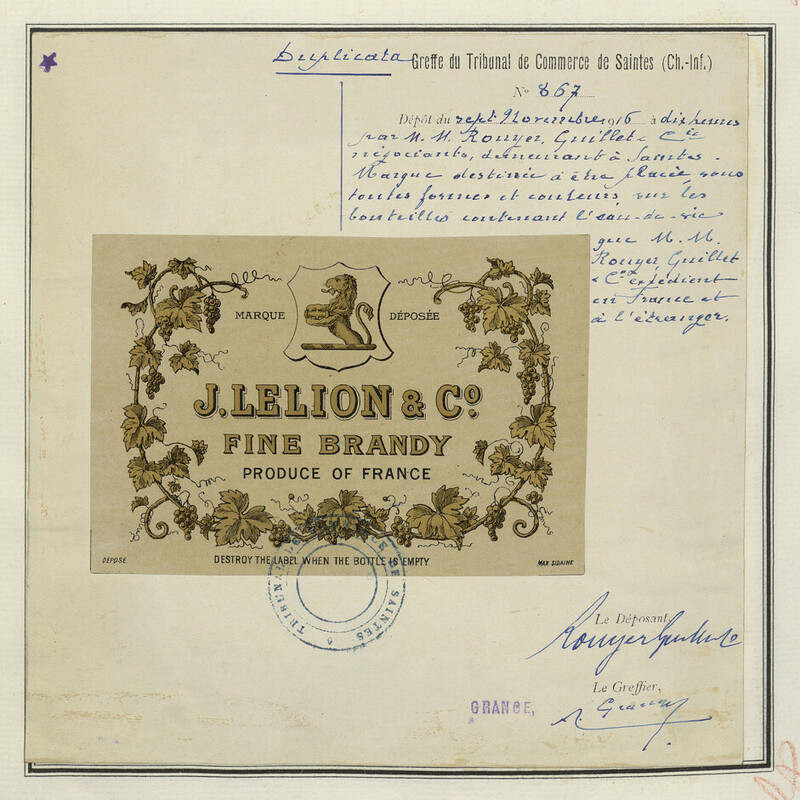 Duplicata Greffe du Tribunal de Commerce de Saintes (Ch.-Inf.)
N° 867
Dépôt du sept Novembre 1916 à dix heures
par M. M. Rouyer, Guillet & Cie
négociants, demeurant à Saintes.
Marque destinée à être placée, sous
toutes formes et couleurs, sur les
bouteilles contenant l'eau-de-vie
que M. M.
Rouyer, Guillet
& Cie expédient
en France et
à l'étranger.
MARQUE DÉPOSÉE
J. LELION & Co
FINE BRANDY
PRODUCE OF FRANCE
DESTROY THE LABEL WHEN THE BOTTLE IS EMPTY
DÉPOSÉ
MAX SIDAINE
TRIBUNAL DE COMMERCE DE SAINTES
Le Déposant,
Rouyer Guillet & Co
Le Greffier,
GRANGE,
Grange